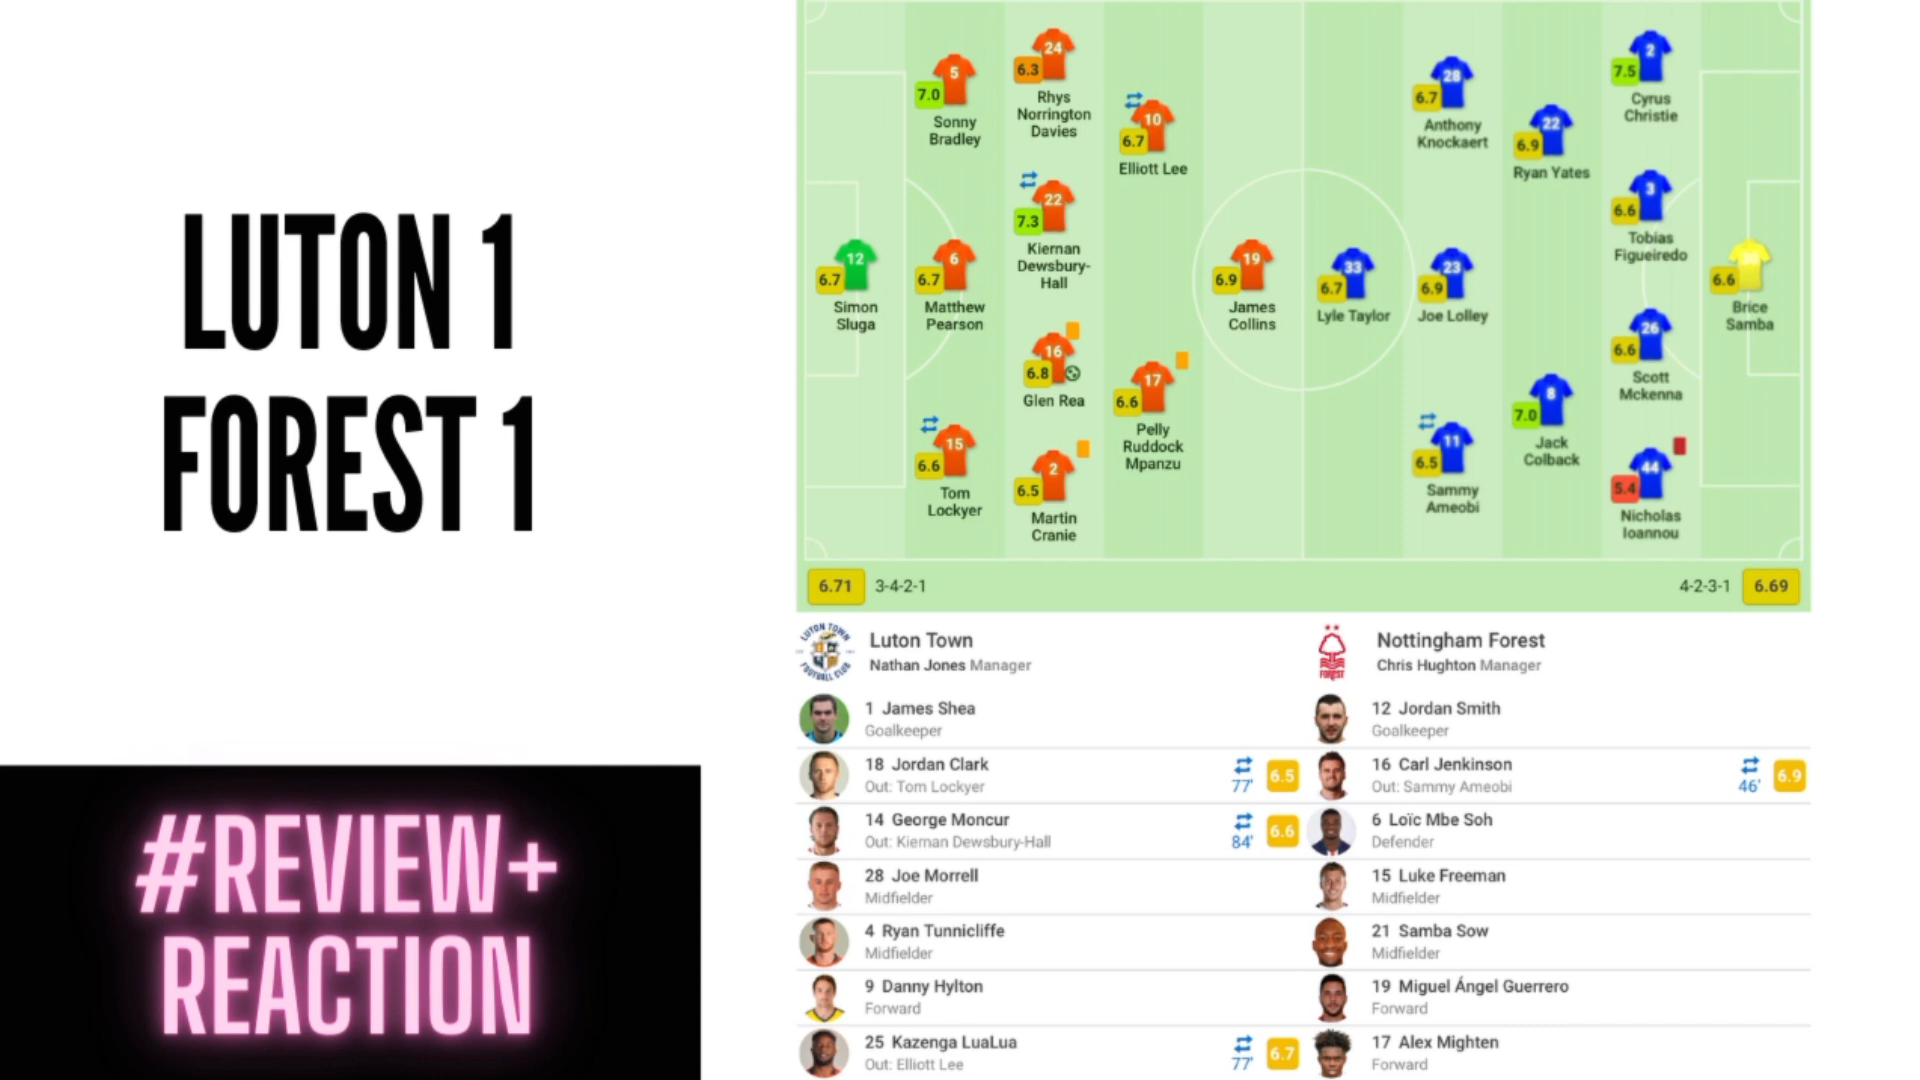 LUTON 1
FOREST 1
#REVIEW+
REACTION
5
7.0
Sonny
Bradley
24
6.3
Rhys
Norrington
Davies
10
6.7
Elliott Lee
22
7.3
Kiernan
Dewsbury-
Hall
12
6.7
Simon
Sluga
6
6.7
Matthew
Pearson
16
6.8
Glen Rea
17
6.6
Pelly
Ruddock
Mpanzu
15
6.6
Tom
Lockyer
2
6.5
Martin
Cranie
19
6.9
James
Collins
33
6.7
Lyle Taylor
28
6.7
Anthony
Knockaert
23
6.9
Joe Lolley
11
6.5
Sammy
Ameobi
22
6.9
Ryan Yates
8
7.0
Jack
Colback
2
7.5
Cyrus
Christie
3
6.6
Tobias
Figueiredo
26
6.6
Scott
Mckenna
44
5.4
Nicholas
Ioannou
6.6
Brice
Samba
6.71 3-4-2-1
4-2-3-1 6.69
LUTON TOWN
FOOTBALL CLUB
Luton Town
Nathan Jones Manager
1 James Shea
Goalkeeper
18 Jordan Clark
Out: Tom Lockyer
77' 6.5
14 George Moncur
Out: Kiernan Dewsbury-Hall
84' 6.6
28 Joe Morrell
Midfielder
4 Ryan Tunnicliffe
Midfielder
9 Danny Hylton
Forward
25 Kazenga LuaLua
Out: Elliott Lee
77' 6.7
FOREST
Nottingham Forest
Chris Hughton Manager
12 Jordan Smith
Goalkeeper
16 Carl Jenkinson
Out: Sammy Ameobi
46' 6.9
6 Loïc Mbe Soh
Defender
15 Luke Freeman
Midfielder
21 Samba Sow
Midfielder
19 Miguel Ángel Guerrero
Forward
17 Alex Mighten
Forward